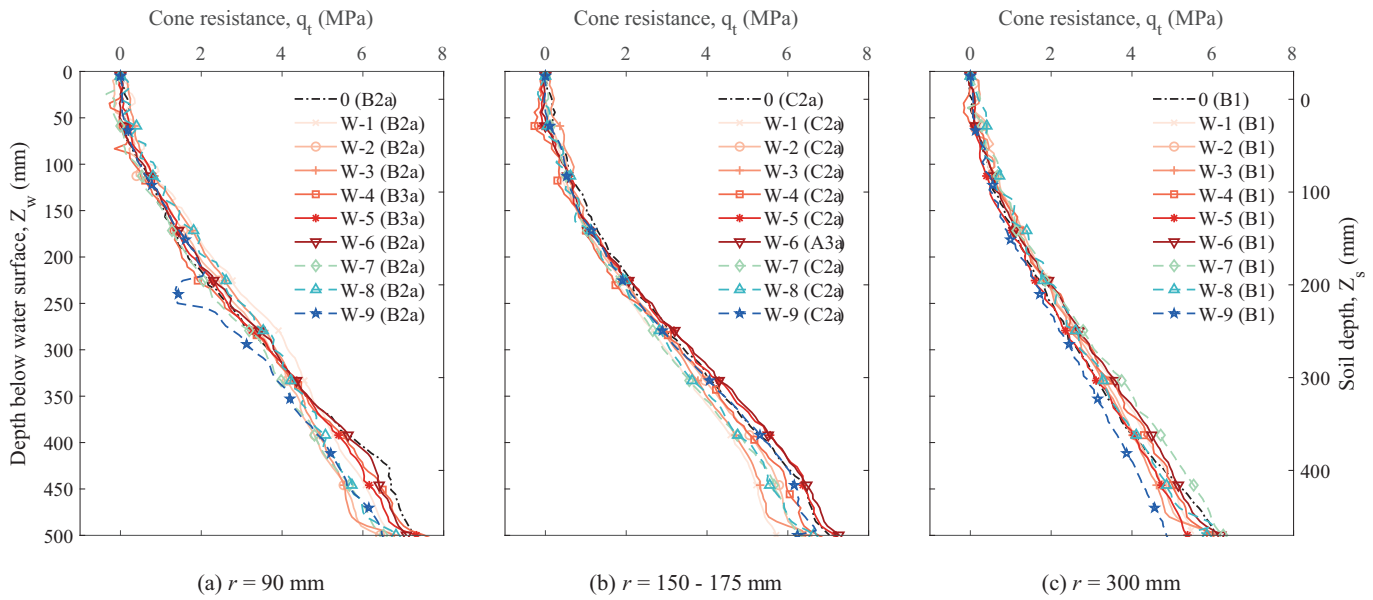 Cone resistance, q_t (MPa)
0 2 4 6 8
0
50
100
150
200
250
300
350
400
450
500
Depth below water surface, Z_w (mm)
0 (B2a)
W-1 (B2a)
W-2 (B2a)
W-3 (B2a)
W-4 (B3a)
W-5 (B3a)
W-6 (B2a)
W-7 (B2a)
W-8 (B2a)
W-9 (B2a)
(a) r = 90 mm
Cone resistance, q_t (MPa)
0 2 4 6 8
0 (C2a)
W-1 (C2a)
W-2 (C2a)
W-3 (C2a)
W-4 (C2a)
W-5 (C2a)
W-6 (A3a)
W-7 (C2a)
W-8 (C2a)
W-9 (C2a)
(b) r = 150 - 175 mm
Cone resistance, q_t (MPa)
0 2 4 6 8
0 (B1)
W-1 (B1)
W-2 (B1)
W-3 (B1)
W-4 (B1)
W-5 (B1)
W-6 (B1)
W-7 (B1)
W-8 (B1)
W-9 (B1)
0
100
200
300
400
Soil depth, Z_s (mm)
(c) r = 300 mm